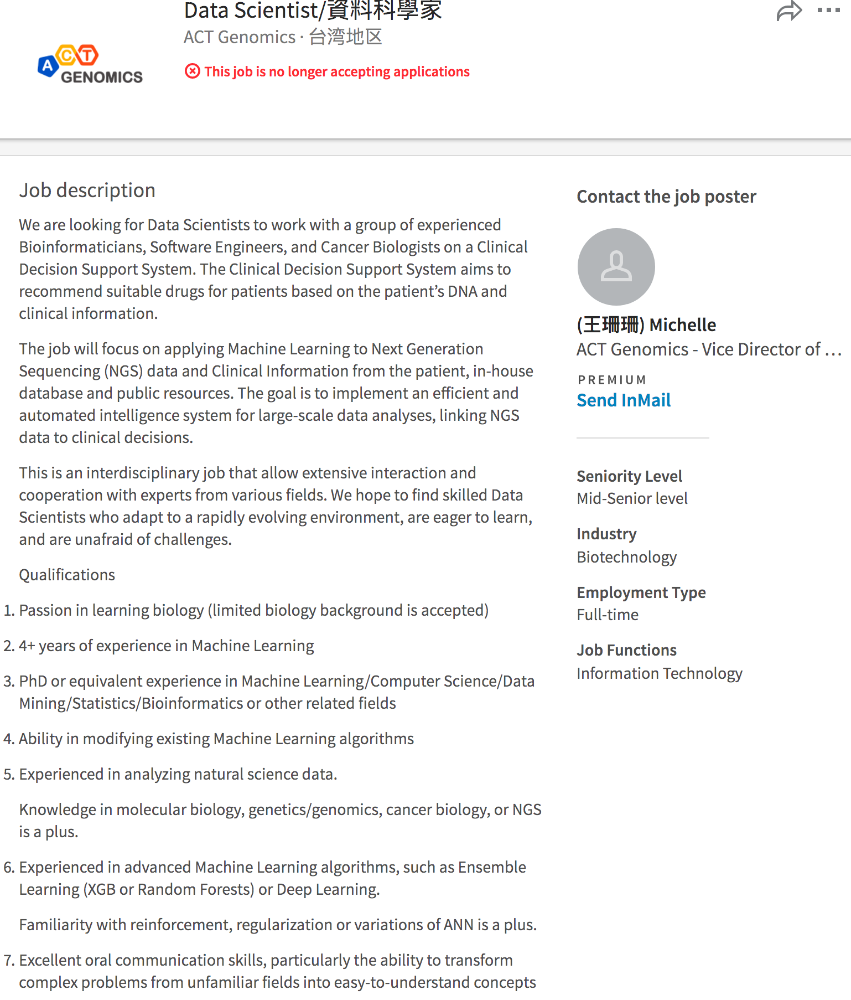 Data Scientist/資料科學家
ACT Genomics · 台湾地区
This job is no longer accepting applications
ACT
GENOMICS
Job description
We are looking for Data Scientists to work with a group of experienced
Bioinformaticians, Software Engineers, and Cancer Biologists on a Clinical
Decision Support System. The Clinical Decision Support System aims to
recommend suitable drugs for patients based on the patient’s DNA and
clinical information.
The job will focus on applying Machine Learning to Next Generation
Sequencing (NGS) data and Clinical Information from the patient, in-house
database and public resources. The goal is to implement an efficient and
automated intelligence system for large-scale data analyses, linking NGS
data to clinical decisions.
This is an interdisciplinary job that allow extensive interaction and
cooperation with experts from various fields. We hope to find skilled Data
Scientists who adapt to a rapidly evolving environment, are eager to learn,
and are unafraid of challenges.
Qualifications
1. Passion in learning biology (limited biology background is accepted)
2. 4+ years of experience in Machine Learning
3. PhD or equivalent experience in Machine Learning/Computer Science/Data
Mining/Statistics/Bioinformatics or other related fields
4. Ability in modifying existing Machine Learning algorithms
5. Experienced in analyzing natural science data.
Knowledge in molecular biology, genetics/genomics, cancer biology, or NGS
is a plus.
6. Experienced in advanced Machine Learning algorithms, such as Ensemble
Learning (XGB or Random Forests) or Deep Learning.
Familiarity with reinforcement, regularization or variations of ANN is a plus.
7. Excellent oral communication skills, particularly the ability to transform
complex problems from unfamiliar fields into easy-to-understand concepts
Contact the job poster
(王珊珊) Michelle
ACT Genomics - Vice Director of …
PREMIUM
Send InMail
Seniority Level
Mid-Senior level
Industry
Biotechnology
Employment Type
Full-time
Job Functions
Information Technology